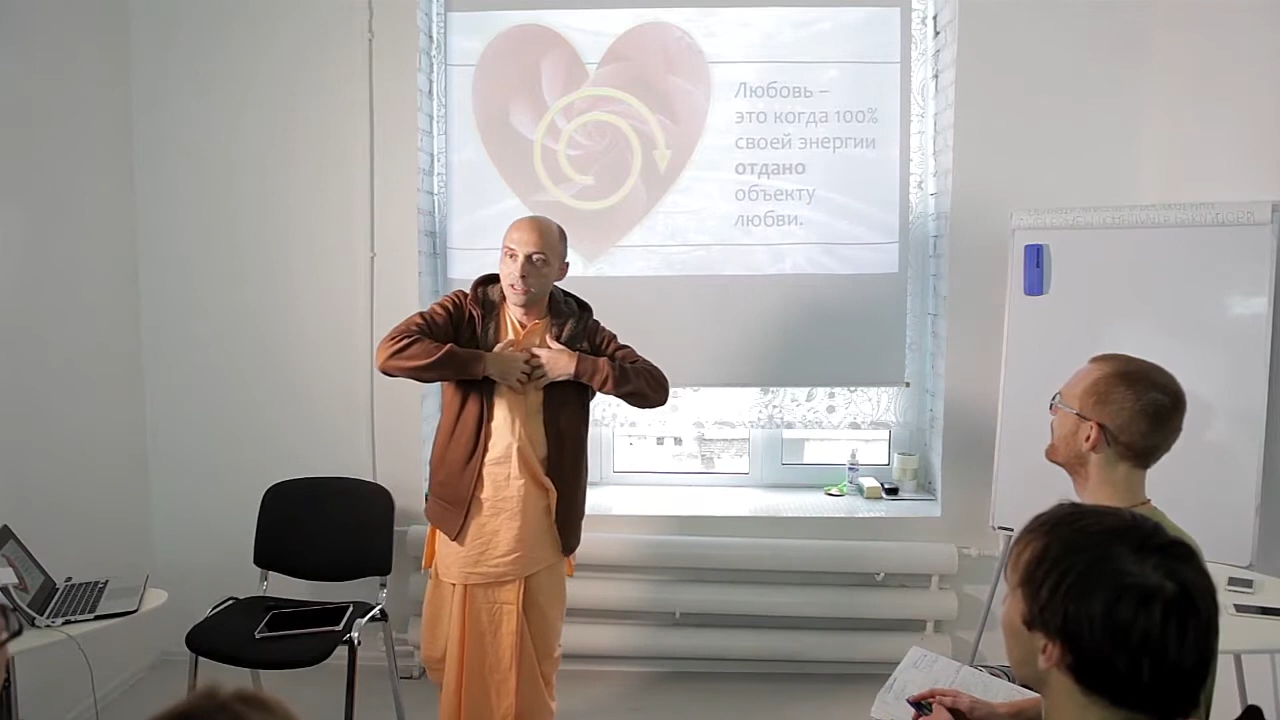 Любовь –
это когда 100%
своей энергии
отдано
объекту
любви.